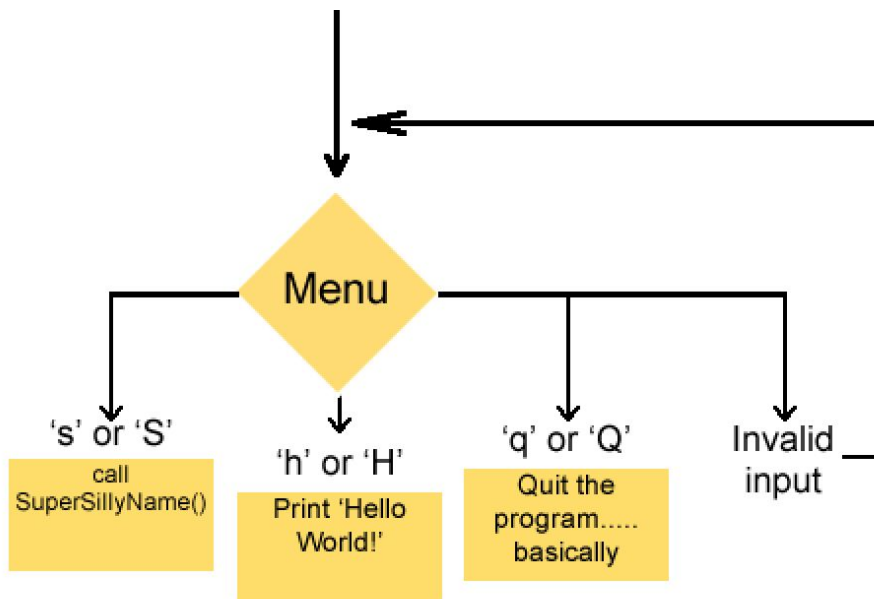 Menu
‘s’ or ‘S’
call
SuperSillyName()
‘h’ or ‘H’
Print ‘Hello
World!’
‘q’ or ‘Q’
Quit the
program.....
basically
Invalid
input